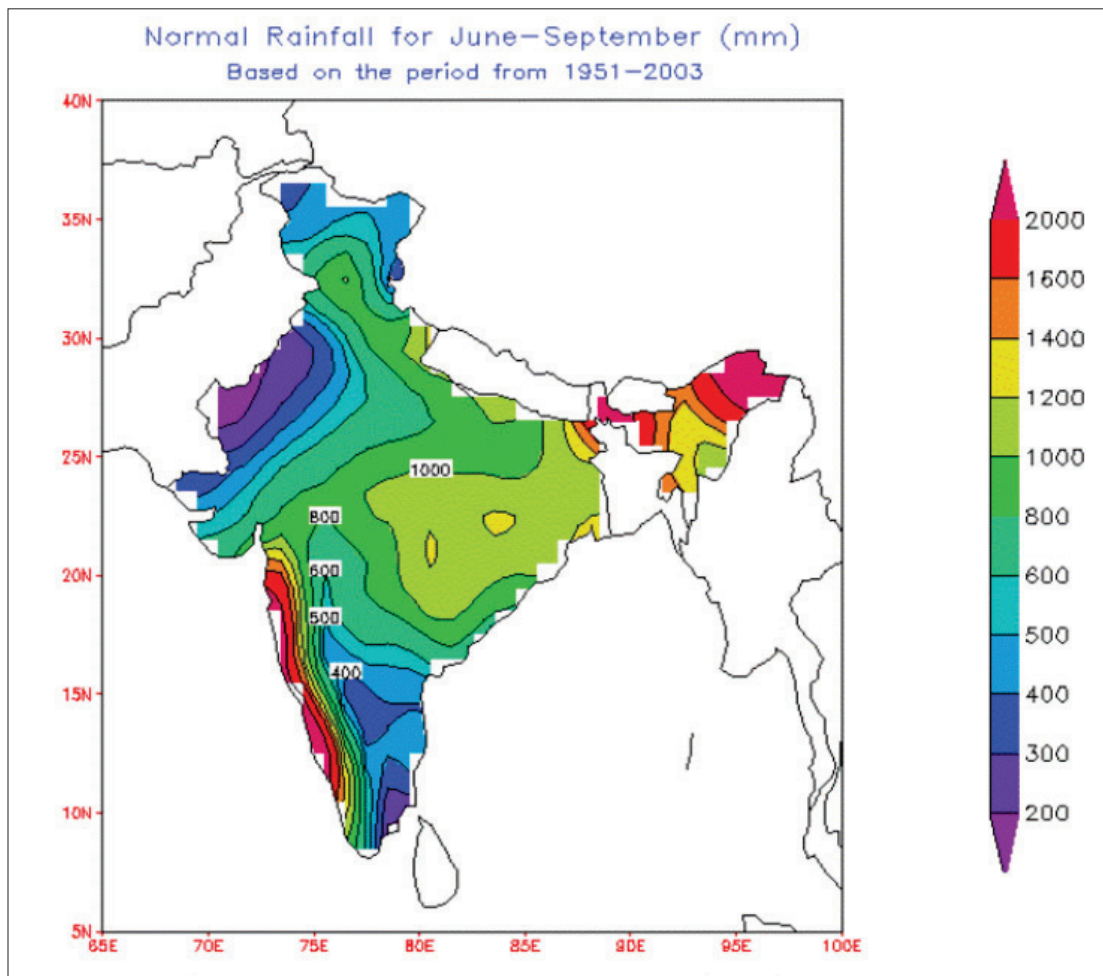 Normal Rainfall for June-September (mm)
Based on the period from 1951-2003
40N
35N
30N
25N
20N
15N
10N
5N
65E 70E 75E 80E 85E 90E 95E 100E
1000
800
600
500
400
2000
1600
1400
1200
1000
800
600
500
400
300
200